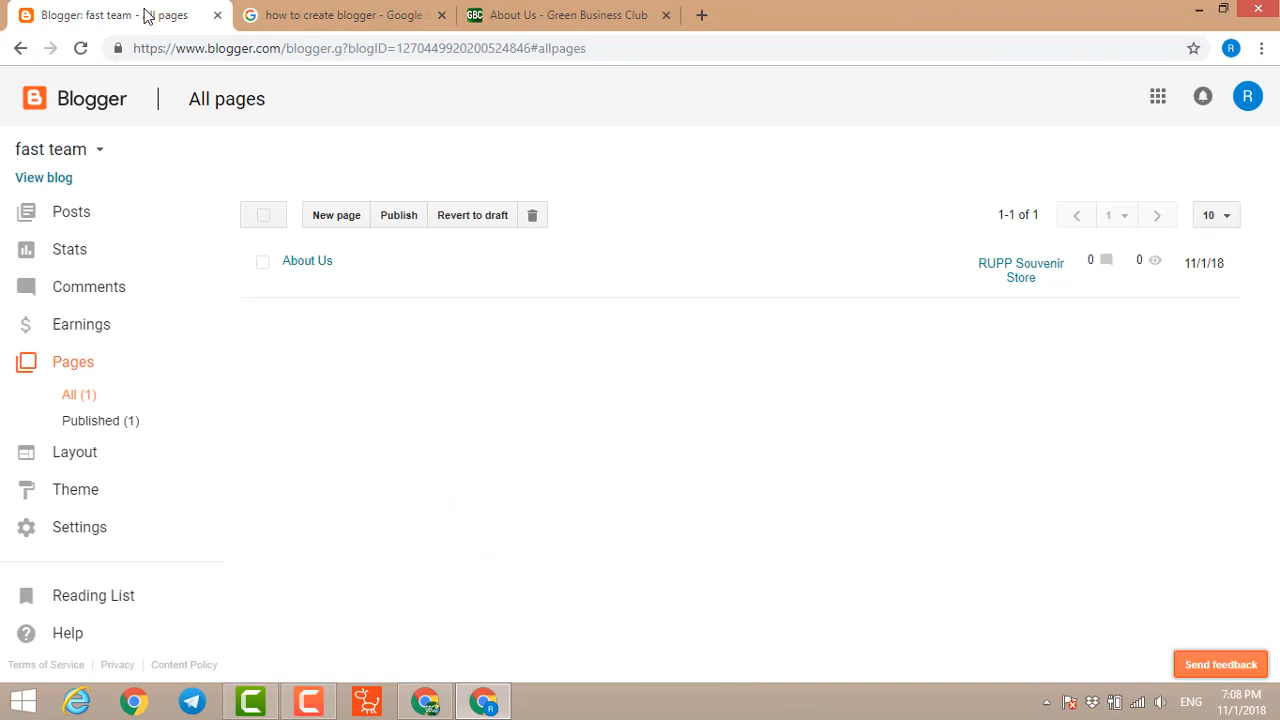 Blogger: fast team - All pages
how to create blogger - Google
About Us - Green Business Club
https://www.blogger.com/blogger.g?blogID=1270449920200524846#allpages
R
Blogger
All pages
R
fast team
View blog
Posts
Stats
Comments
Earnings
Pages
All (1)
Published (1)
Layout
Theme
Settings
Reading List
Help
Terms of Service | Privacy | Content Policy
New page
Publish
Revert to draft
1-1 of 1
1
10
About Us
RUPP Souvenir
Store
0
0
11/1/18
Send feedback
ENG
7:08 PM
11/1/2018